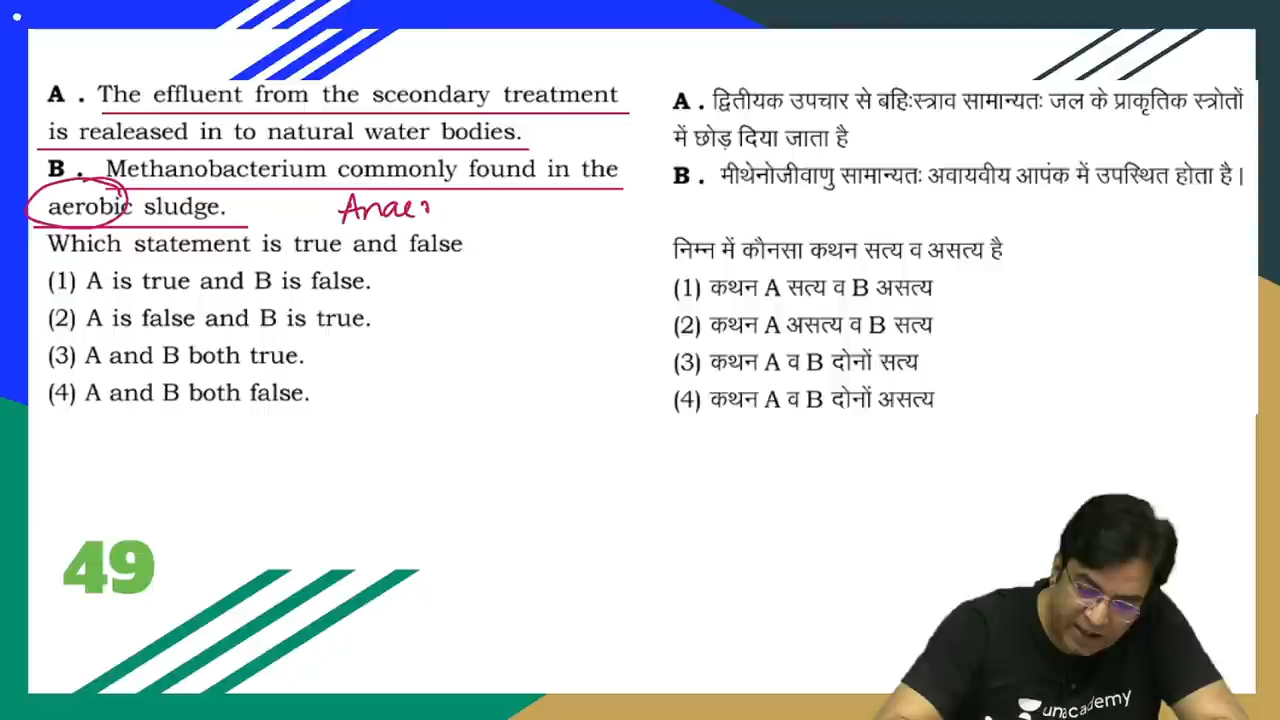 A . The effluent from the sceondary treatment
is realeased in to natural water bodies.
B . Methanobacterium commonly found in the
aerobic sludge.
Anaer
Which statement is true and false
(1) A is true and B is false.
(2) A is false and B is true.
(3) A and B both true.
(4) A and B both false.
A . द्वितीयक उपचार से बहिःस्त्राव सामान्यतः जल के प्राकृतिक स्त्रोतों
में छोड़ दिया जाता है
B . मीथेनोजीवाणु सामान्यतः अवायवीय आपंक में उपस्थित होता है।
निम्न में कौनसा कथन सत्य व असत्य है
(1) कथन A सत्य व B असत्य
(2) कथन A असत्य व B सत्य
(3) कथन A व B दोनों सत्य
(4) कथन A व B दोनों असत्य
49
unacademy